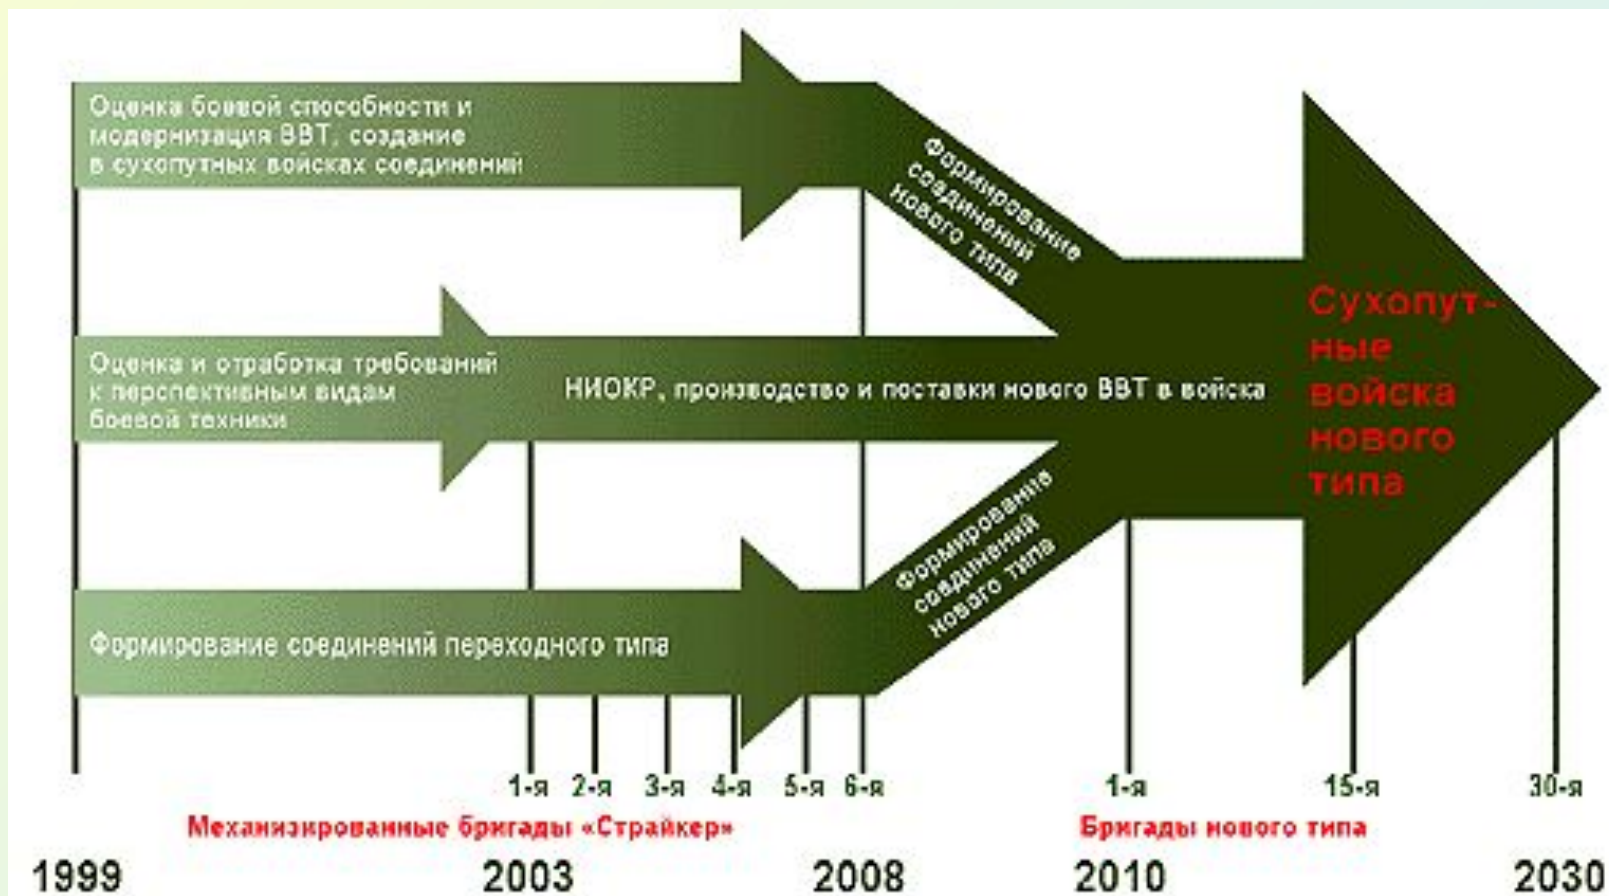 Оценка боевой способности и
модернизация ВВТ, создание
в сухопутных войсках соединений
Формирование
соединений
нового типа
Оценка и отработка требований
к перспективным видам
боевой техники
НИОКР, производство и поставки нового ВВТ в войска
Сухопут-
ные
войска
нового
типа
Формирование
соединений
нового типа
Формирование соединений переходного типа
1-я 2-я 3-я 4-я 5-я 6-я 1-я 15-я 30-я
Механизированные бригады «Страйкер» Бригады нового типа
1999 2003 2008 2010 2030